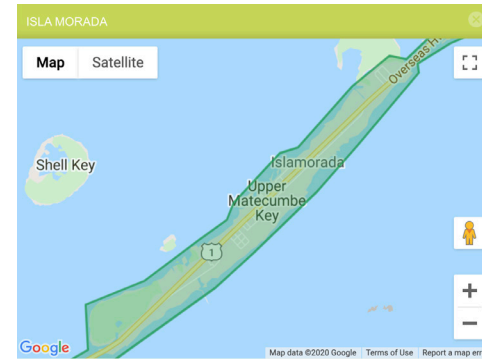 ISLA MORADA
Map Satellite
Overseas H
Shell Key
Islamorada
Upper
Matecumbe
Key
1
Google
Map data ©2020 Google Terms of Use Report a map err